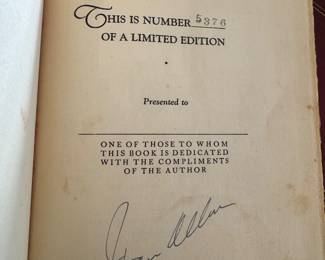 THIS IS NUMBER 5376
OF A LIMITED EDITION
Presented to
ONE OF THOSE TO WHOM
THIS BOOK IS DEDICATED
WITH THE COMPLIMENTS
OF THE AUTHOR